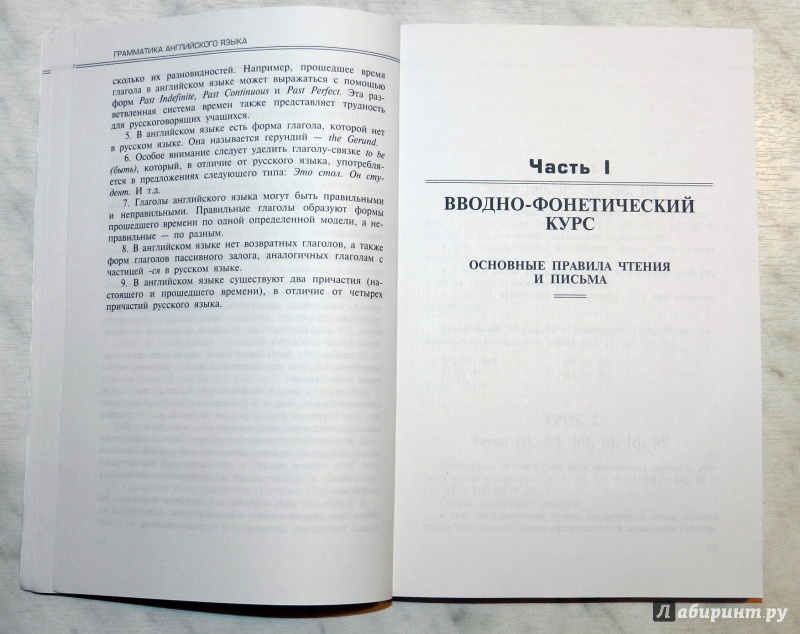 ГРАММАТИКА АНГЛИЙСКОГО ЯЗЫКА
сколько их разновидностей. Например, прошедшее время
глагола в английском языке может выражаться с помощью
форм Past Indefinite, Past Continuous и Past Perfect. Эта раз-
ветвленная система времен также представляет трудность
для русскоговорящих учащихся.
5. В английском языке есть форма глагола, которой нет
в русском языке. Она называется герундий — the Gerund.
6. Особое внимание следует уделить глаголу-связке to be
(быть), который, в отличие от русского языка, употребля-
ется в предложениях следующего типа: Это стол. Он сту-
дент. И т.д.
7. Глаголы английского языка могут быть правильными
и неправильными. Правильные глаголы образуют формы
прошедшего времени по одной определенной модели, а не-
правильные — по разным.
8. В английском языке нет возвратных глаголов, а также
форм глаголов пассивного залога, аналогичных глаголам с
частицей -ся в русском языке.
9. В английском языке существуют два причастия (на-
стоящего и прошедшего времени), в отличие от четырех
причастий русского языка.
Часть I
ВВОДНО-ФОНЕТИЧЕСКИЙ
КУРС
ОСНОВНЫЕ ПРАВИЛА ЧТЕНИЯ
И ПИСЬМА
УРОК 2
Лабиринт.ру